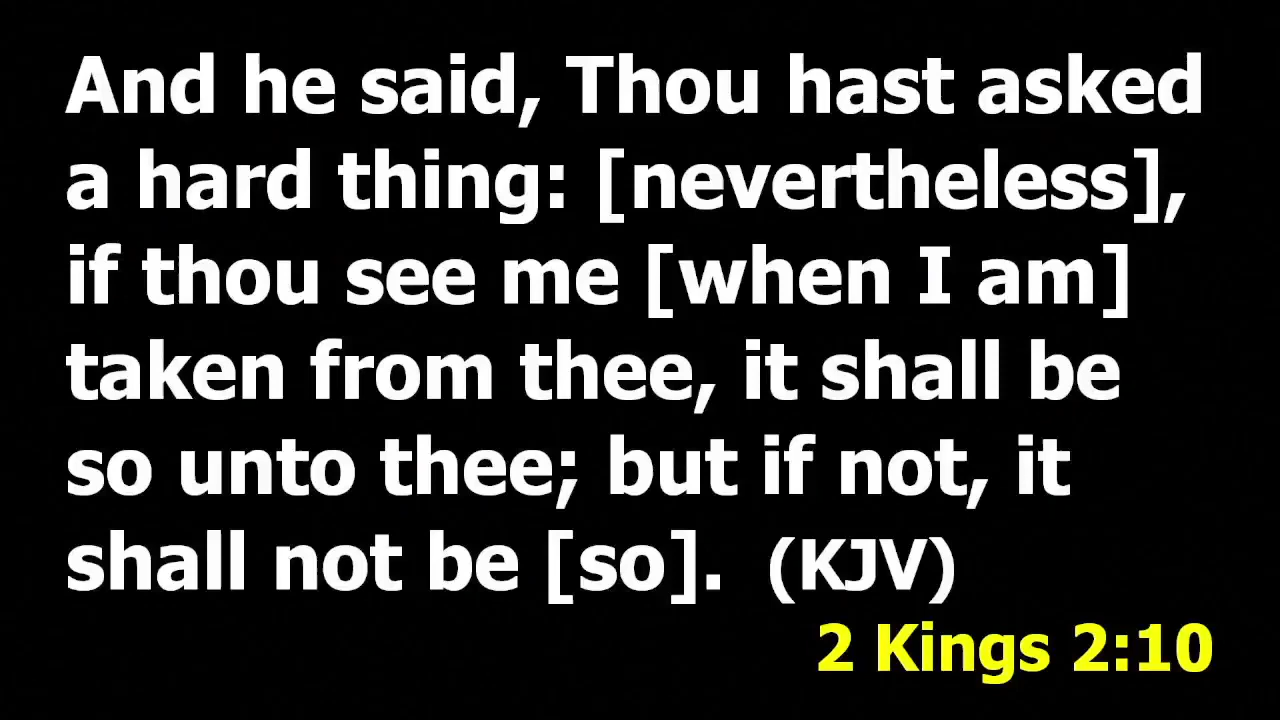 And he said, Thou hast asked
a hard thing: [nevertheless],
if thou see me [when I am]
taken from thee, it shall be
so unto thee; but if not, it
shall not be [so].  (KJV)
2 Kings 2:10